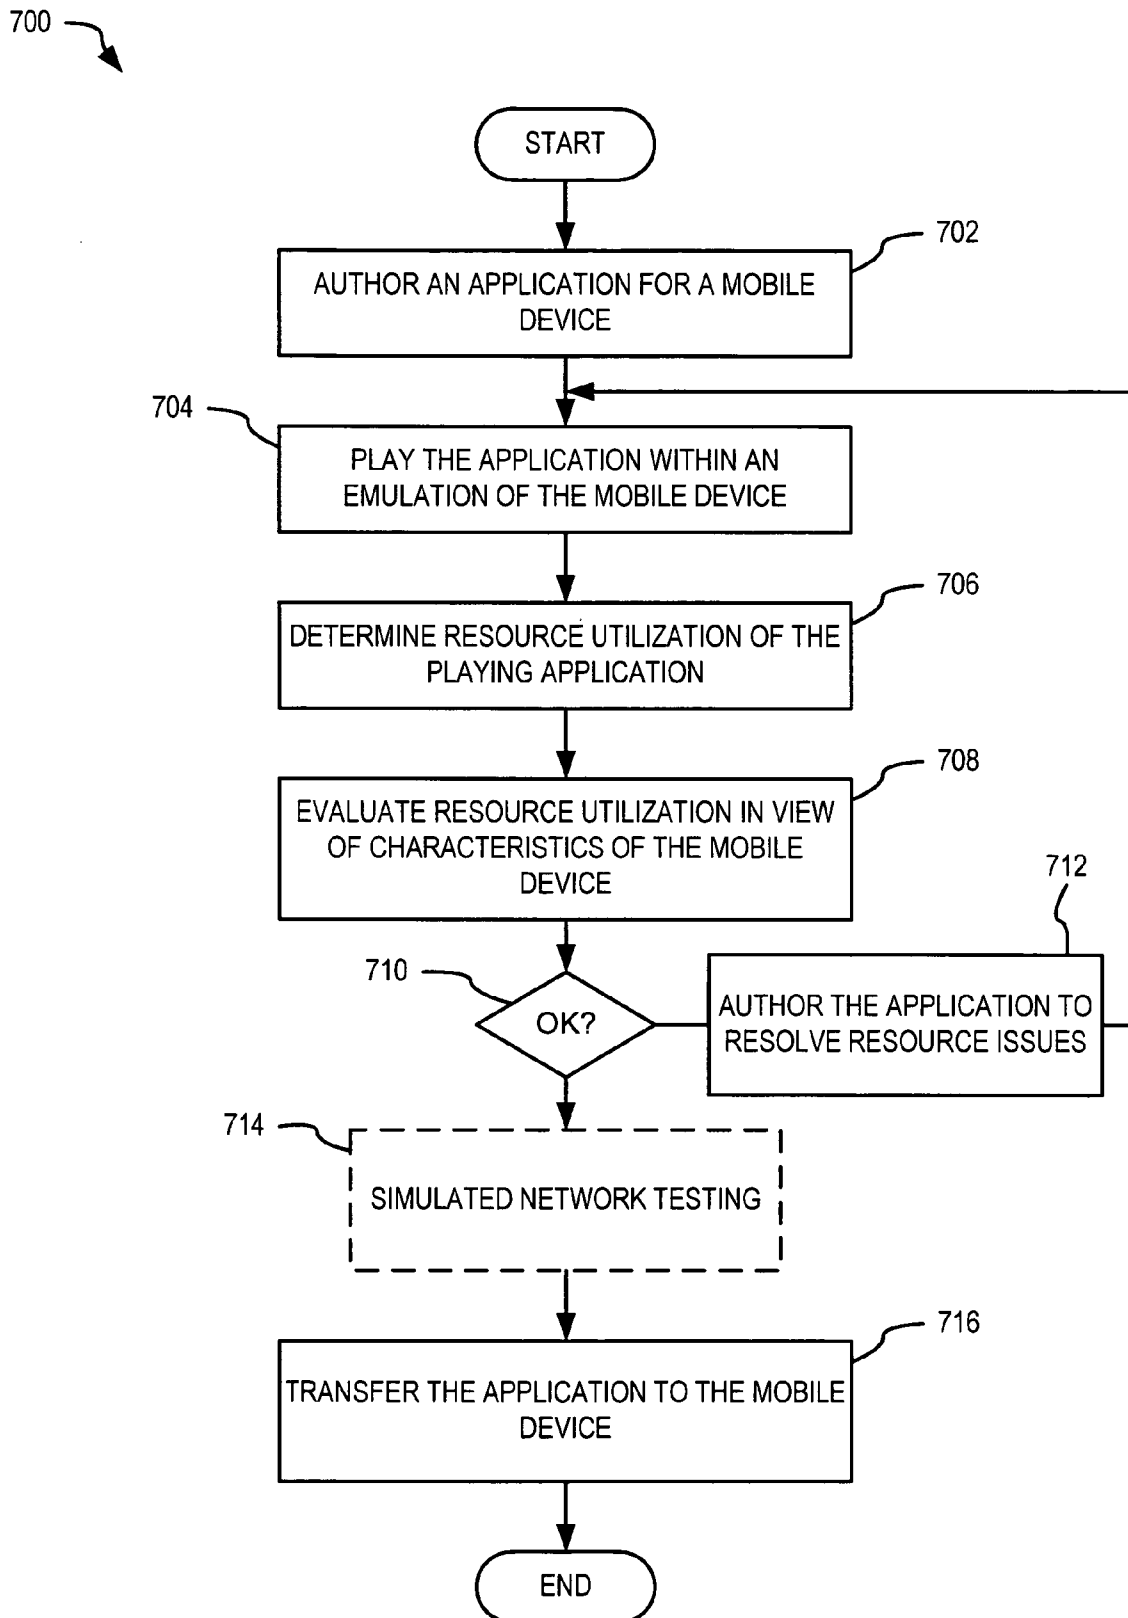 700
START
702
AUTHOR AN APPLICATION FOR A MOBILE
DEVICE
704
PLAY THE APPLICATION WITHIN AN
EMULATION OF THE MOBILE DEVICE
706
DETERMINE RESOURCE UTILIZATION OF THE
PLAYING APPLICATION
708
EVALUATE RESOURCE UTILIZATION IN VIEW
OF CHARACTERISTICS OF THE MOBILE
DEVICE
710
OK?
712
AUTHOR THE APPLICATION TO
RESOLVE RESOURCE ISSUES
714
SIMULATED NETWORK TESTING
716
TRANSFER THE APPLICATION TO THE MOBILE
DEVICE
END